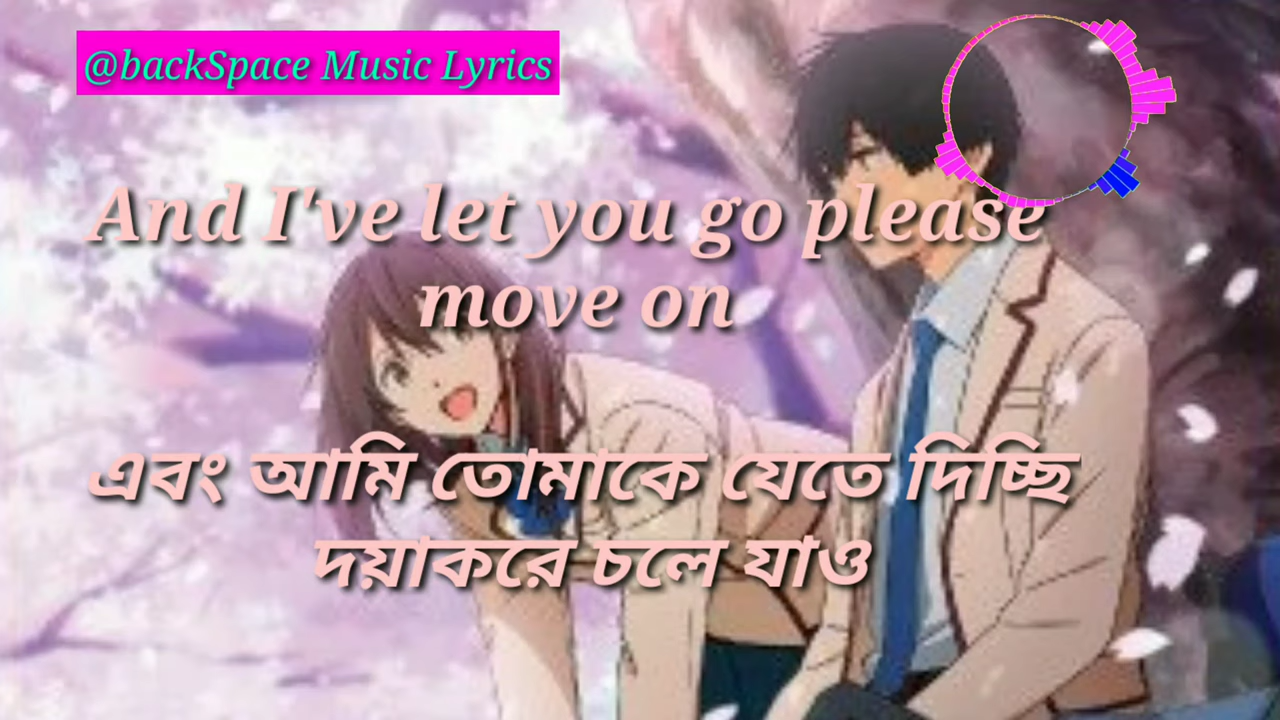 @backSpace Music Lyrics
And I've let you go please
move on
এবং আমি তোমাকে যেতে দিচ্ছি
দয়াকরে চলে যাও